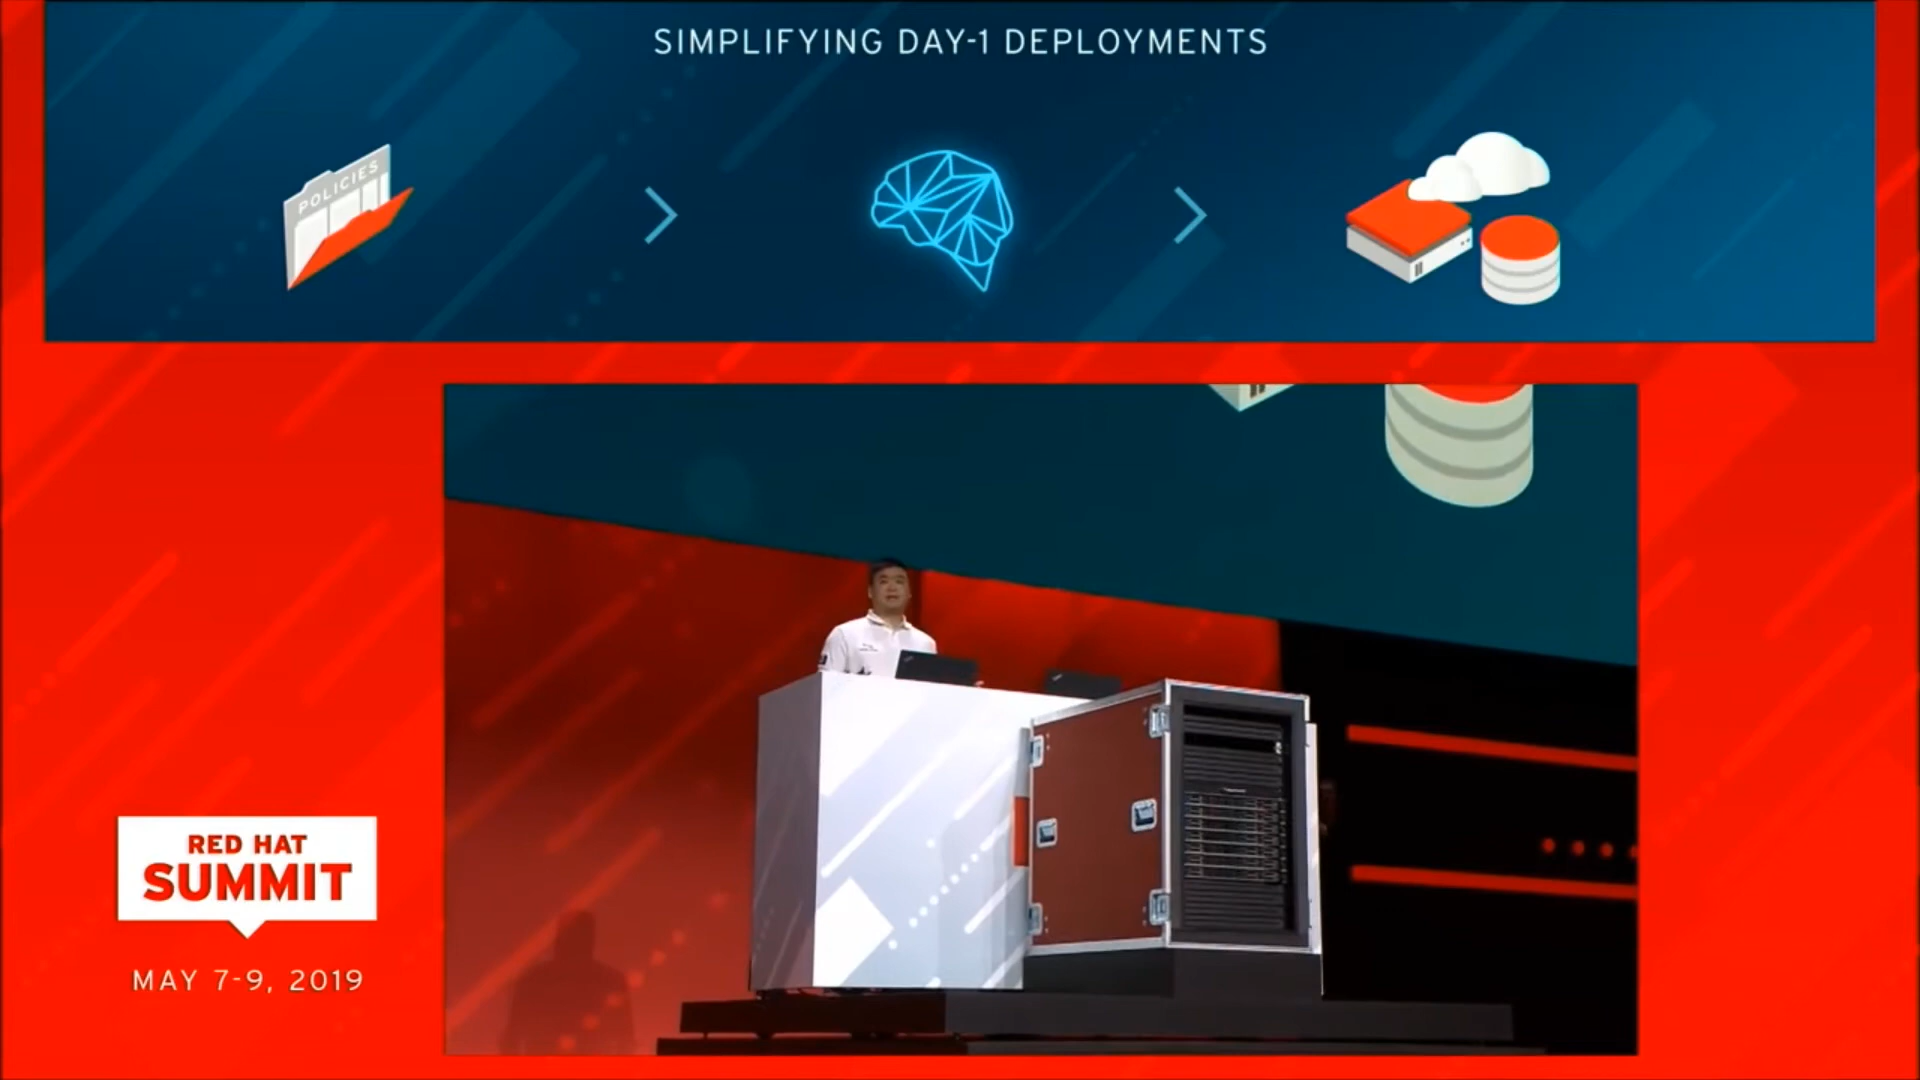 SIMPLIFYING DAY-1 DEPLOYMENTS
POLICIES
RED HAT
SUMMIT
MAY 7-9, 2019